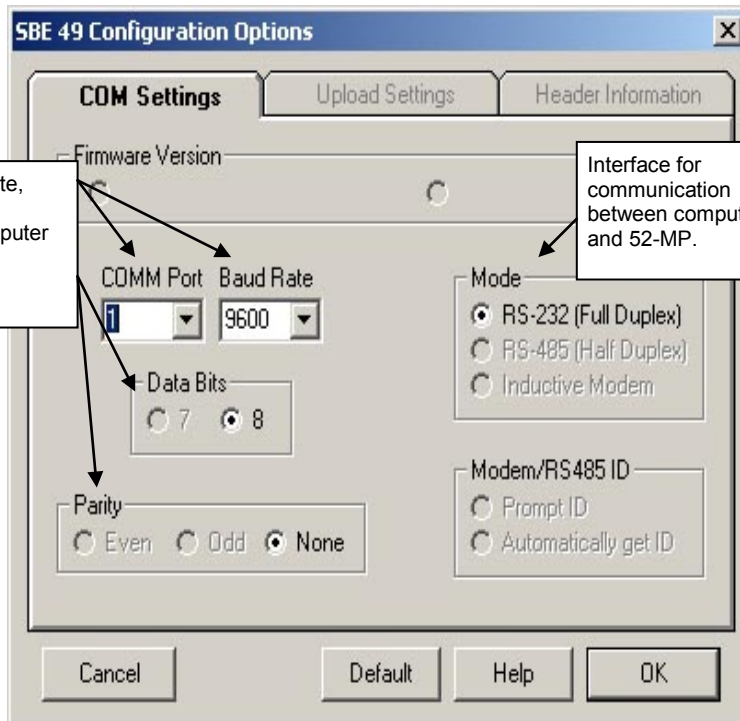 SBE 49 Configuration Options
COM Settings
Upload Settings
Header Information
Firmware Version
puter
Interface for
communication
between
and 52-MP.
COMM Port Baud Rate
1 9600
Mode
RS-232 (Full Duplex)
RS-485 (Half Duplex)
Inductive Modem
Data Bits
7 8
Modem/RS485 ID
Prompt ID
Automatically get ID
Parity
Even Odd None
Cancel Default Help OK